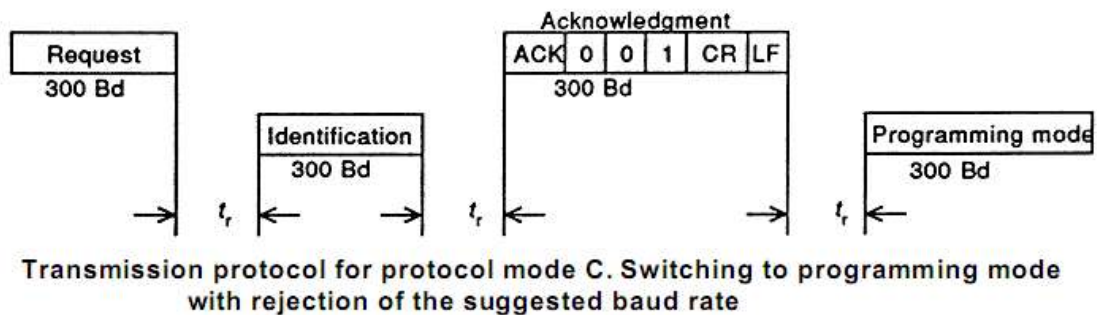 Acknowledgment
Request
ACK 0 0 1 CR LF
300 Bd
300 Bd
Identification
Programming mode
300 Bd
300 Bd
tr
tr
tr
Transmission protocol for protocol mode C. Switching to programming mode
with rejection of the suggested baud rate